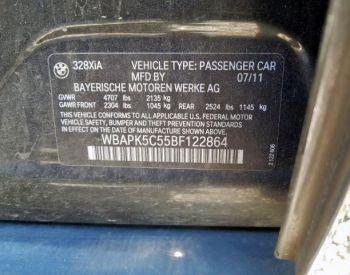 328XiA VEHICLE TYPE: PASSENGER CAR
MFD BY 07/11
BAYERISCHE MOTOREN WERKE AG
GVWR 4707 lbs 2135 kg
GAWR FRONT 2304 lbs 1045 kg REAR 2524 lbs 1145 kg
THIS VEHICLE CONFORMS TO ALL APPLICABLE U.S. FEDERAL MOTOR
VEHICLE SAFETY, BUMPER, AND THEFT PREVENTION STANDARDS IN
EFFECT ON THE DATE OF MANUFACTURE SHOWN ABOVE.
WBAPK5C55BF122864